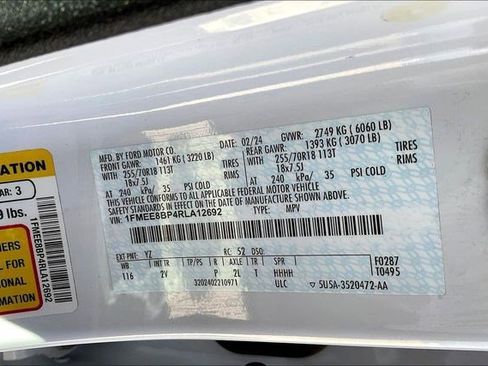 MFD. BY FORD MOTOR CO.
DATE: 02/24 GVWR: 2749 KG ( 6060 LB)
FRONT GAWR: 1461 KG ( 3220 LB) WITH TIRES
REAR GAWR: 1393 KG ( 3070 LB) WITH TIRES
255/70R18 113T RIMS
18x7.5J
AT 240 kPa/ 35 PSI COLD
255/70R18 113T RIMS
18x7.5J
AT 240 kPa/ 35 PSI COLD
THIS VEHICLE CONFORMS TO ALL APPLICABLE FEDERAL MOTOR VEHICLE
SAFETY STANDARDS IN EFFECT ON THE DATE OF MANUFACTURE SHOWN ABOVE.
VIN: 1FMEE8BP4RLA12692
TYPE: MPV
EXT PNT: YZ RC: 52 DSO:
WB INT TR TP/PS R AXLE TR
116 2V P 2L T HHHH
3202402210971 ULC
F0287
T0495
5U5A-3520472-AA
ATION
AR: 3
9 lbs.
IERS
FOR
IONAL
MATION
1FMEE8BP4RLA12692